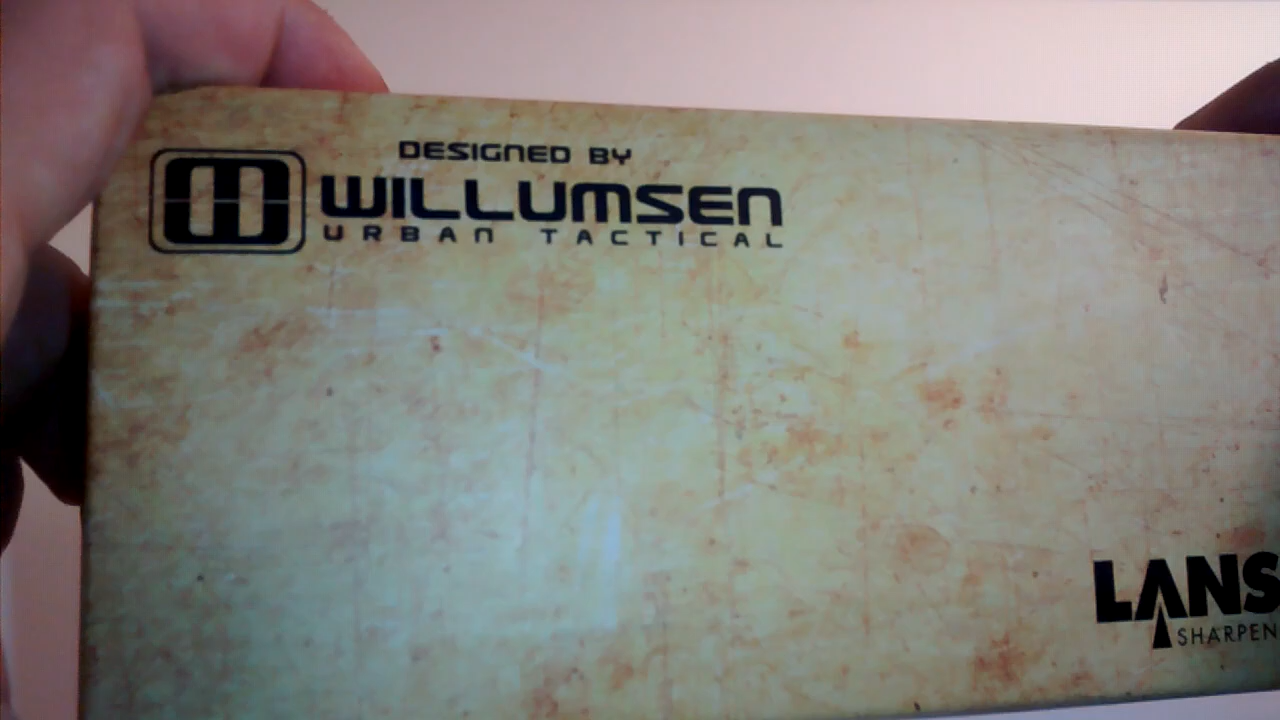 DESIGNED BY
WILLUMSEN
URBAN TACTICAL
LANS
SHARPEN